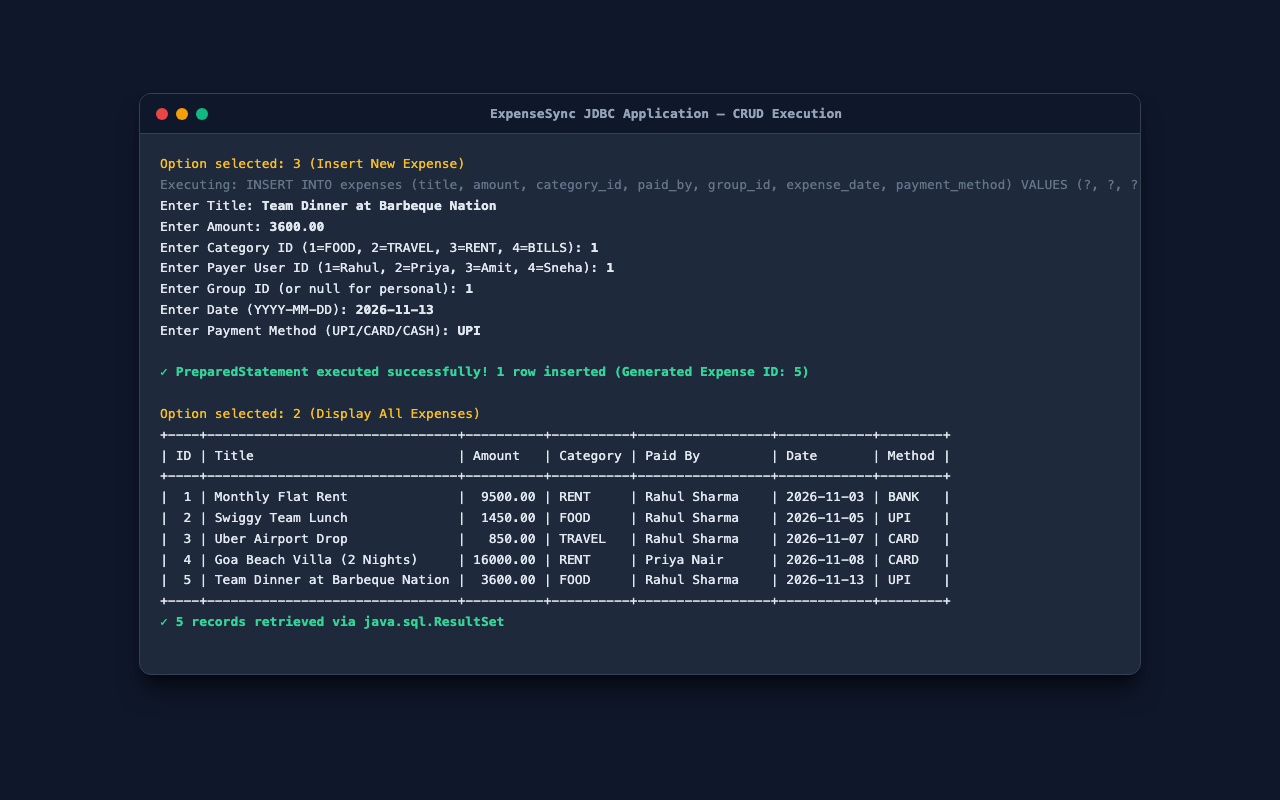 ExpenseSync JDBC Application — CRUD Execution
Option selected: 3 (Insert New Expense)
Executing: INSERT INTO expenses (title, amount, category_id, paid_by, group_id, expense_date, payment_method) VALUES (?, ?, ?
Enter Title: Team Dinner at Barbeque Nation
Enter Amount: 3600.00
Enter Category ID (1=FOOD, 2=TRAVEL, 3=RENT, 4=BILLS): 1
Enter Payer User ID (1=Rahul, 2=Priya, 3=Amit, 4=Sneha): 1
Enter Group ID (or null for personal): 1
Enter Date (YYYY-MM-DD): 2026-11-13
Enter Payment Method (UPI/CARD/CASH): UPI
✓ PreparedStatement executed successfully! 1 row inserted (Generated Expense ID: 5)
Option selected: 2 (Display All Expenses)
+----+--------------------------------+----------+----------+-----------------+------------+--------+
| ID | Title                          | Amount   | Category | Paid By         | Date       | Method |
+----+--------------------------------+----------+----------+-----------------+------------+--------+
|  1 | Monthly Flat Rent              |  9500.00 | RENT     | Rahul Sharma    | 2026-11-03 | BANK   |
|  2 | Swiggy Team Lunch              |  1450.00 | FOOD     | Rahul Sharma    | 2026-11-05 | UPI    |
|  3 | Uber Airport Drop              |   850.00 | TRAVEL   | Rahul Sharma    | 2026-11-07 | CARD   |
|  4 | Goa Beach Villa (2 Nights)     | 16000.00 | RENT     | Priya Nair      | 2026-11-08 | CARD   |
|  5 | Team Dinner at Barbeque Nation |  3600.00 | FOOD     | Rahul Sharma    | 2026-11-13 | UPI    |
+----+--------------------------------+----------+----------+-----------------+------------+--------+
✓ 5 records retrieved via java.sql.ResultSet